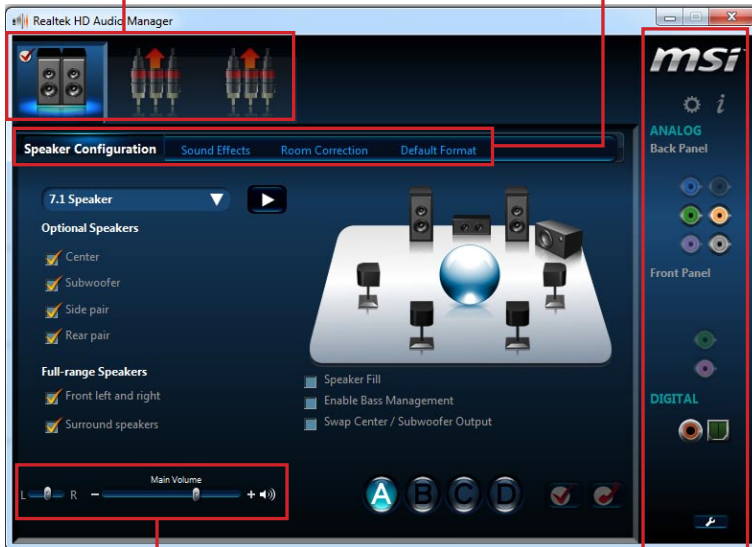 Realtek HD Audio Manager
msi
i
Speaker Configuration
Sound Effects
Room Correction
Default Format
ANALOG
Back Panel
7.1 Speaker
Optional Speakers
Center
Subwoofer
Side pair
Rear pair
Front Panel
Full-range Speakers
Front left and right
Surround speakers
Speaker Fill
Enable Bass Management
Swap Center / Subwoofer Output
DIGITAL
Main Volume
L R - +
A B C D